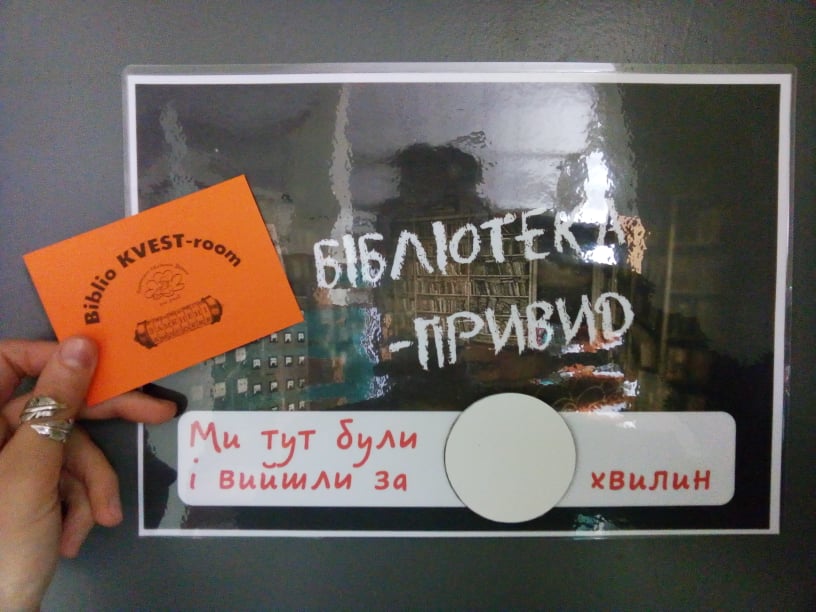 Biblio KVEST-room
БІБЛІОТЕКА
-ПРИВИД
Ми тут були
і вийшли за
хвилин